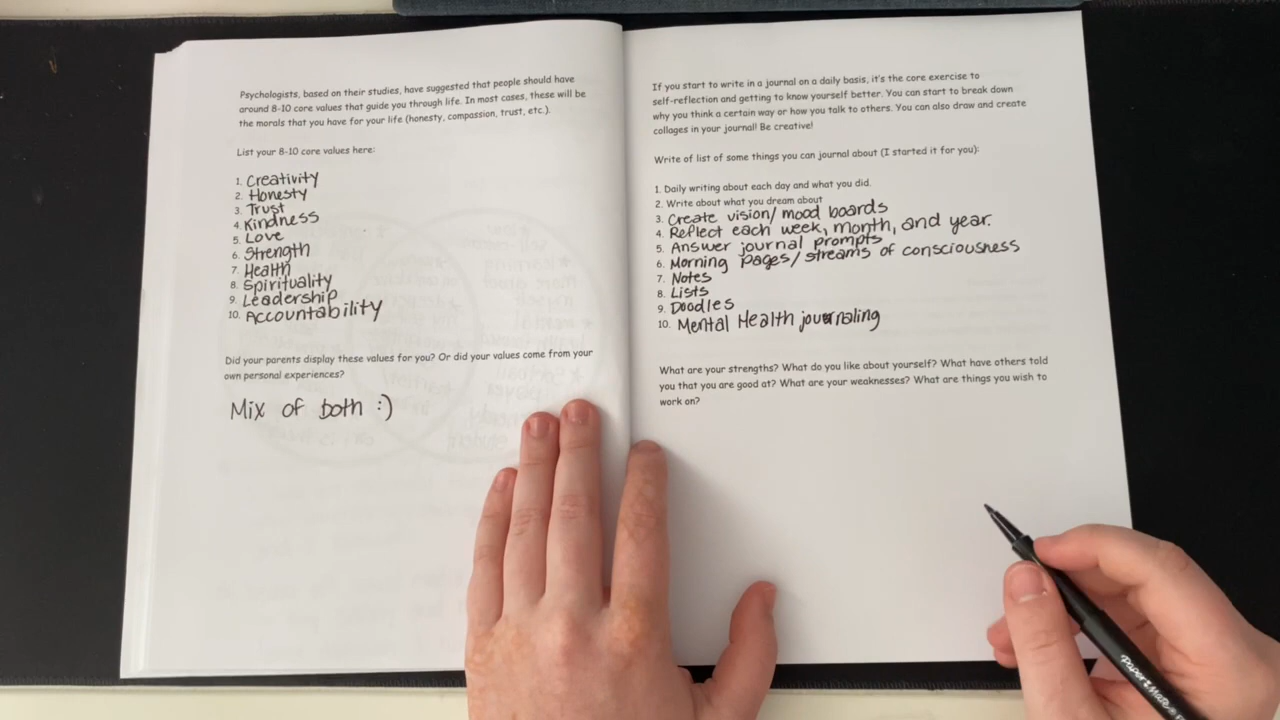 Psychologists, based on their studies, have suggested that people should have
around 8-10 core values that guide you through life. In most cases, these will be
the morals that you have for your life (honesty, compassion, trust, etc.).
List your 8-10 core values here:
1. Creativity
2. Honesty
3. Trust
4. Kindness
5. Love
6. Strength
7. Health
8. Spirituality
9. Leadership
10. Accountability
Did your parents display these values for you? Or did your values come from your
own personal experiences?
Mix of both :)
If you start to write in a journal on a daily basis, it's the core exercise to
self-reflection and getting to know yourself better. You can start to break down
why you think a certain way or how you talk to others. You can also draw and create
collages in your journal! Be creative!
Write of list of some things you can journal about (I started it for you):
1. Daily writing about each day and what you did.
2. Write about what you dream about
3. Create vision/mood boards
4. Reflect each week, month, and year.
5. Answer journal prompts
6. Morning pages/streams of consciousness
7. Notes
8. Lists
9. Doodles
10. Mental Health journaling
What are your strengths? What do you like about yourself? What have others told
you that you are good at? What are your weaknesses? What are things you wish to
work on?
Paper Mate